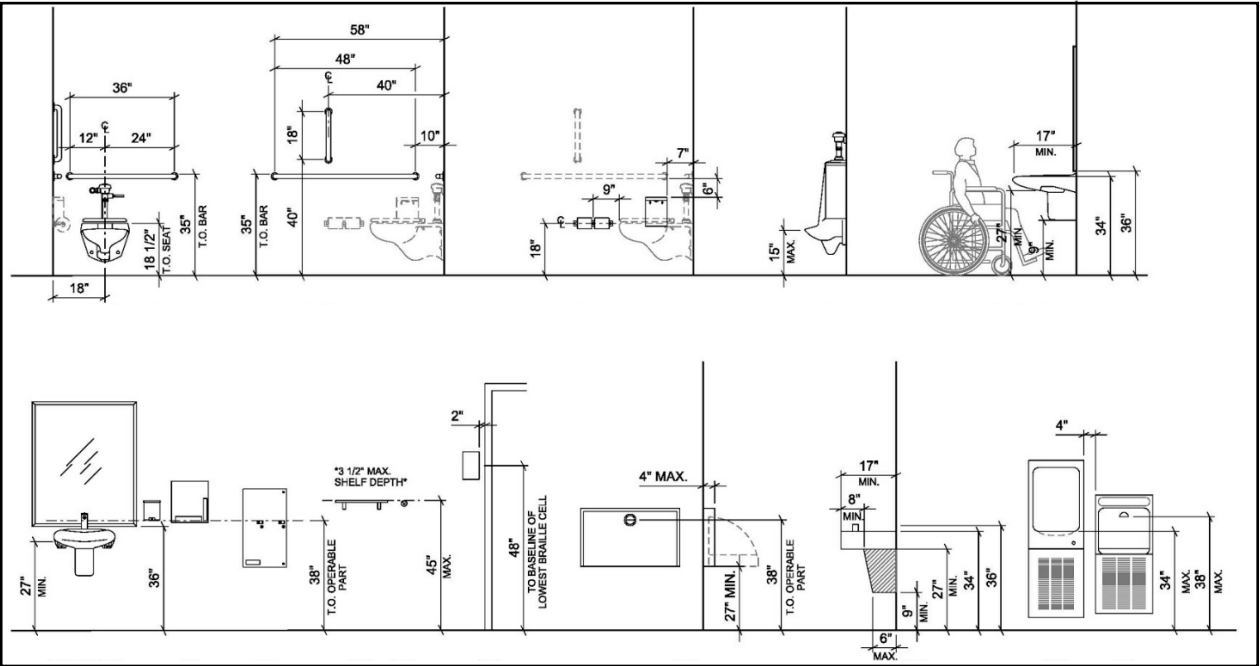 36"
℄
12"
24"
35"
T.O. BAR
18 1/2"
T.O. SEAT
18"
58"
48"
℄
40"
18"
10"
35"
T.O. BAR
40"
7"
9"
6"
℄
18"
15"
MAX.
17"
MIN.
27"
MIN.
9"
MIN.
34"
36"
27"
MIN.
36"
38"
T.O. OPERABLE
PART
*3 1/2" MAX.
SHELF DEPTH*
45"
MAX.
2"
48"
TO BASELINE OF
LOWEST BRAILLE CELL
4" MAX.
27" MIN.
38"
T.O. OPERABLE
PART
17"
MIN.
8"
MIN.
27"
MIN.
34"
36"
9"
MIN.
6"
MAX.
4"
34"
MAX.
38"
MAX.